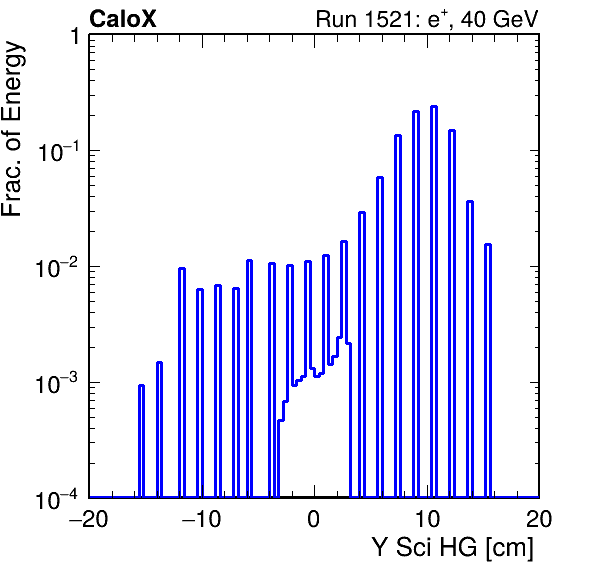 CaloX Run 1521: e⁺, 40 GeV
Frac. of Energy
1
10⁻¹
10⁻²
10⁻³
10⁻⁴
−20 −10 0 10 20
Y Sci HG [cm]